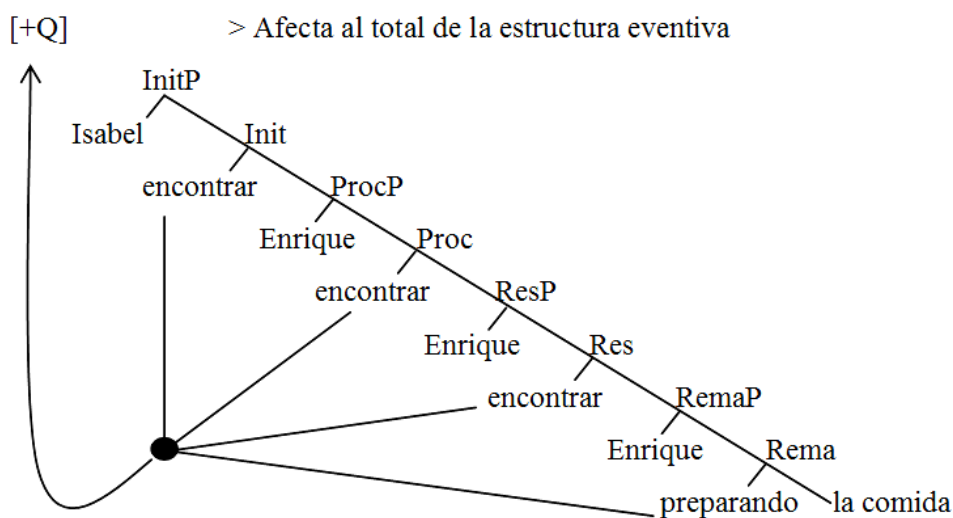 [+Q] > Afecta al total de la estructura eventiva
InitP
Isabel Init
encontrar ProcP
Enrique Proc
encontrar ResP
Enrique Res
encontrar RemaP
Enrique Rema
preparando la comida